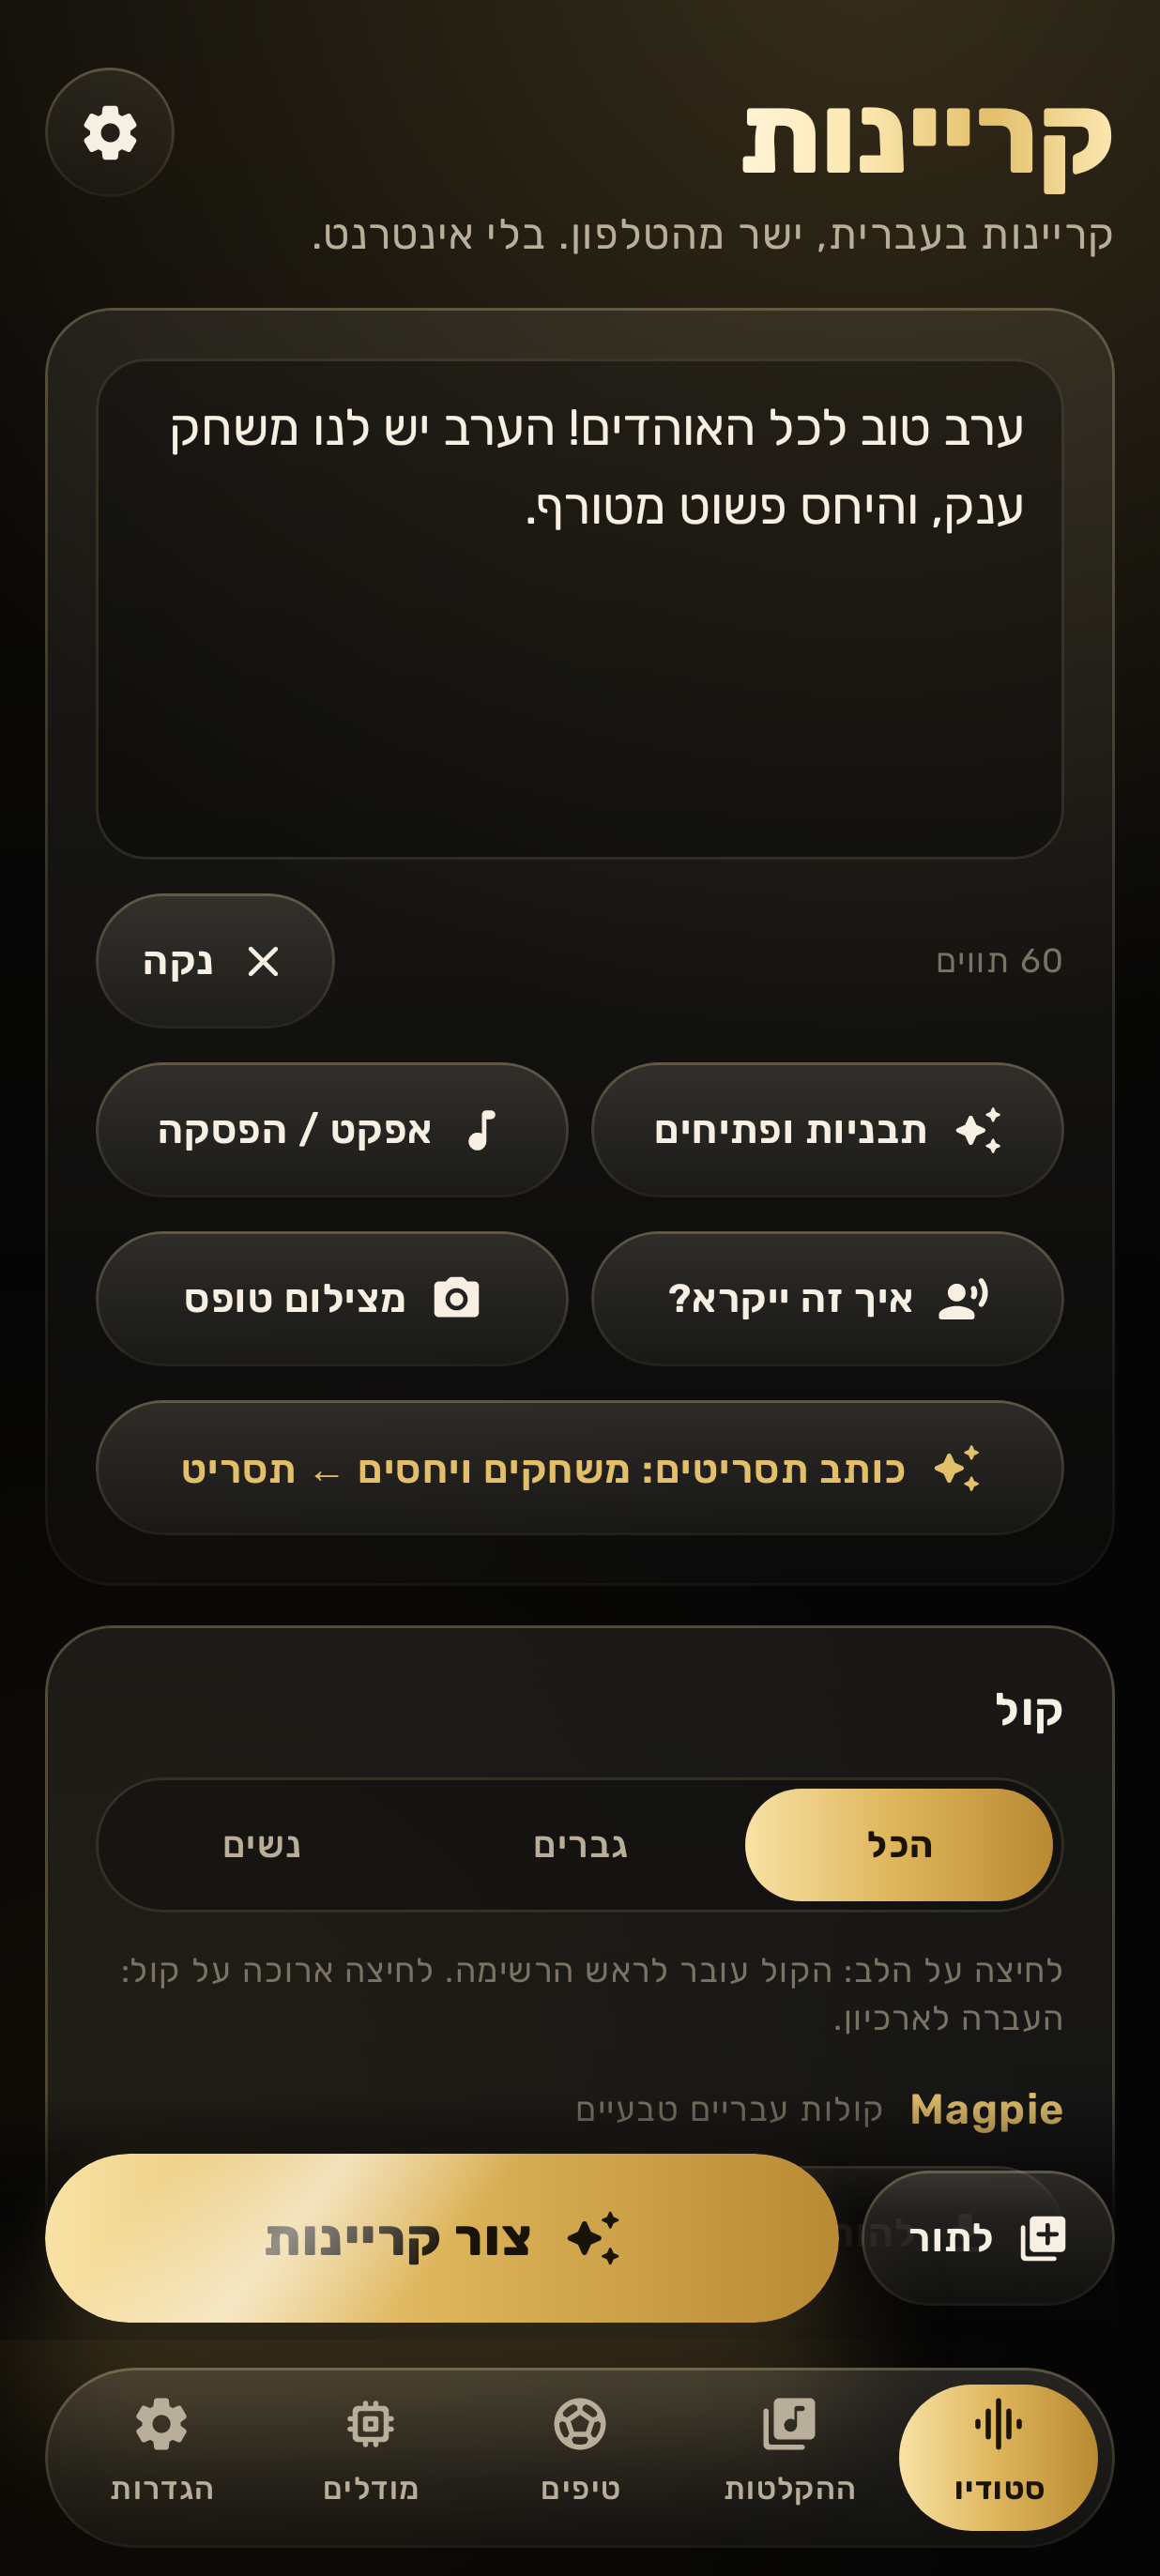 קריינות
קריינות בעברית, ישר מהטלפון. בלי אינטרנט.
ערב טוב לכל האוהדים! הערב יש לנו משחק
ענק, והיחס פשוט מטורף.
60 תווים
נקה
תבניות ופתיחים
אפקט / הפסקה
איך זה ייקרא?
מצילום טופס
כותב תסריטים: משחקים ויחסים ← תסריט
קול
הכל
גברים
נשים
לחיצה על הלב: הקול עובר לראש הרשימה. לחיצה ארוכה על קול:
העברה לארכיון.
Magpie קולות עבריים טבעיים
לתור
צור קריינות
סטודיו
ההקלטות
טיפים
מודלים
הגדרות